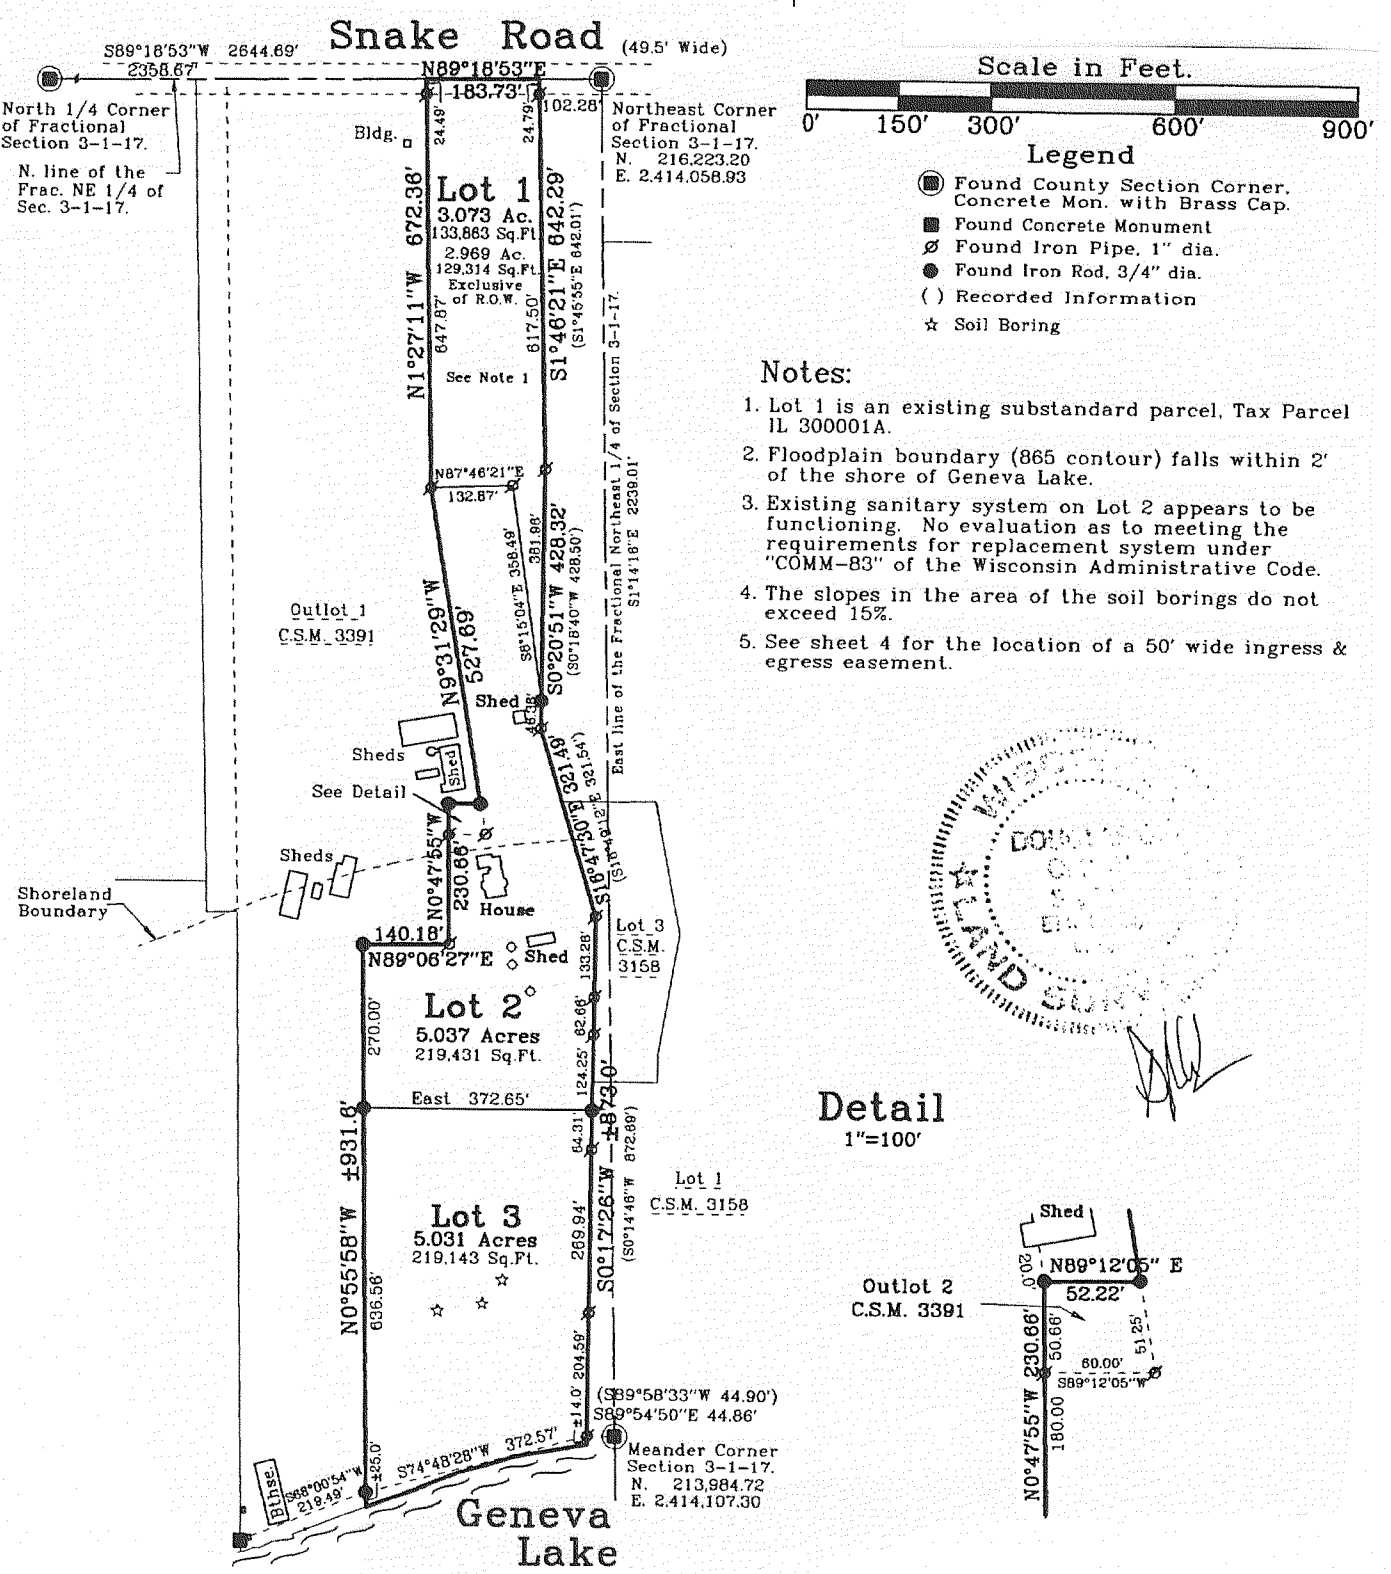 Snake Road (49.5' Wide)
S89°18'53"W 2644.69'
2358.67'
N89°18'53"E
183.73'
102.28'
24.49'
24.79'
North 1/4 Corner
of Fractional
Section 3-1-17.
N. line of the
Frac. NE 1/4 of
Sec. 3-1-17.
Northeast Corner
of Fractional
Section 3-1-17.
N. 216,223.20
E. 2,414,058.93
Bldg.
Lot 1
3.073 Ac.
133,863 Sq.Ft.
2.969 Ac.
129,314 Sq.Ft.
Exclusive
of R.O.W.
N1°27'11"W 672.36'
647.87'
617.50'
S1°46'21"E 642.29'
(S1°45'55"E 642.01')
See Note 1
East line of the Fractional Northeast 1/4 of Section 3-1-17.
S1°14'16"E 2239.01'
N87°46'21"E
132.87'
S8°15'04"E 358.49'
381.96'
S0°20'51"W 428.32'
(S0°18'40"W 428.50')
Outlot 1
C.S.M. 3391
N9°31'29"W
527.69'
Shed
46.36'
Sheds
Shed
See Detail
S16°47'30"E 321.49'
(S16°49'12"E 321.54')
Sheds
N0°47'55"W
230.66'
House
Shoreland
Boundary
140.18'
N89°06'27"E
Shed
Lot 3
C.S.M.
3158
133.28'
62.66'
124.25'
Lot 2
5.037 Acres
219,431 Sq.Ft.
270.00'
East 372.65'
64.31'
S0°17'26"W ±873.0'
(S0°14'46"W 872.69')
N0°55'58"W ±931.6'
636.56'
Lot 3
5.031 Acres
219,143 Sq.Ft.
269.94'
Lot 1
C.S.M. 3158
204.59'
±14.0'
(S89°58'33"W 44.90')
S89°54'50"E 44.86'
Meander Corner
Section 3-1-17.
N. 213,984.72
E. 2,414,107.30
S74°48'28"W 372.57'
±25.0'
S68°00'54"W
218.49'
Bthse.
Geneva
Lake
Scale in Feet.
0' 150' 300' 600' 900'
Legend
Found County Section Corner,
Concrete Mon. with Brass Cap.
Found Concrete Monument
Found Iron Pipe, 1" dia.
Found Iron Rod, 3/4" dia.
( ) Recorded Information
☆ Soil Boring
Notes:
1. Lot 1 is an existing substandard parcel, Tax Parcel
IL 300001A.
2. Floodplain boundary (865 contour) falls within 2'
of the shore of Geneva Lake.
3. Existing sanitary system on Lot 2 appears to be
functioning. No evaluation as to meeting the
requirements for replacement system under
"COMM-83" of the Wisconsin Administrative Code.
4. The slopes in the area of the soil borings do not
exceed 15%.
5. See sheet 4 for the location of a 50' wide ingress &
egress easement.
LAND
Detail
1"=100'
Shed
20.0'
N89°12'05" E
52.22'
Outlot 2
C.S.M. 3391
50.66'
51.25'
60.00'
S89°12'05"W
N0°47'55"W 230.66'
180.00